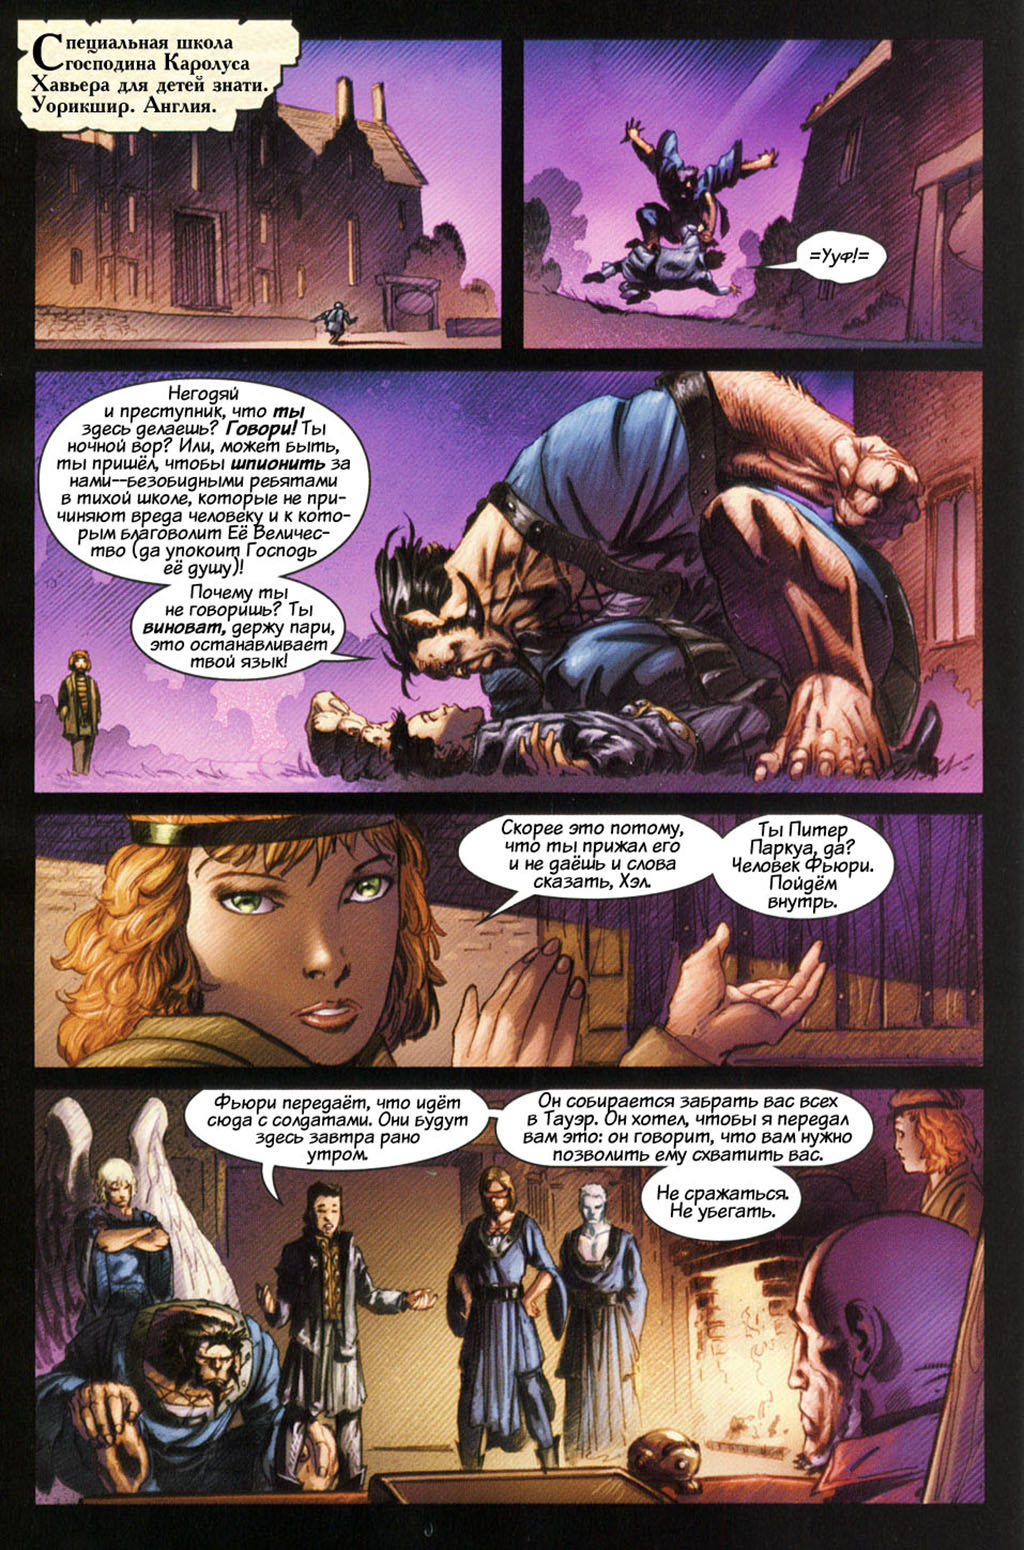 Специальная школа
господина Каролуса
Хавьера для детей знати.
Уорикшир. Англия.
=Ууф!=
Негодяй
и преступник, что ты
здесь делаешь? Говори! Ты
ночной вор? Или, может быть,
ты пришёл, чтобы шпионить за
нами--безобидными ребятами
в тихой школе, которые не при-
чиняют вреда человеку и к кото-
рым благоволит Её Величес-
тво (да упокоит Господь
её душу)!
Почему ты
не говоришь? Ты
виноват, держу пари,
это останавливает
твой язык!
Скорее это потому,
что ты прижал его
и не даёшь и слова
сказать, Хэл.
Ты Питер
Паркуа, да?
Человек Фьюри.
Пойдём
внутрь.
Фьюри передаёт, что идёт
сюда с солдатами. Они будут
здесь завтра рано
утром.
Он собирается забрать вас всех
в Тауэр. Он хотел, чтобы я передал
вам это: он говорит, что вам нужно
позволить ему схватить вас.
Не сражаться.
Не убегать.